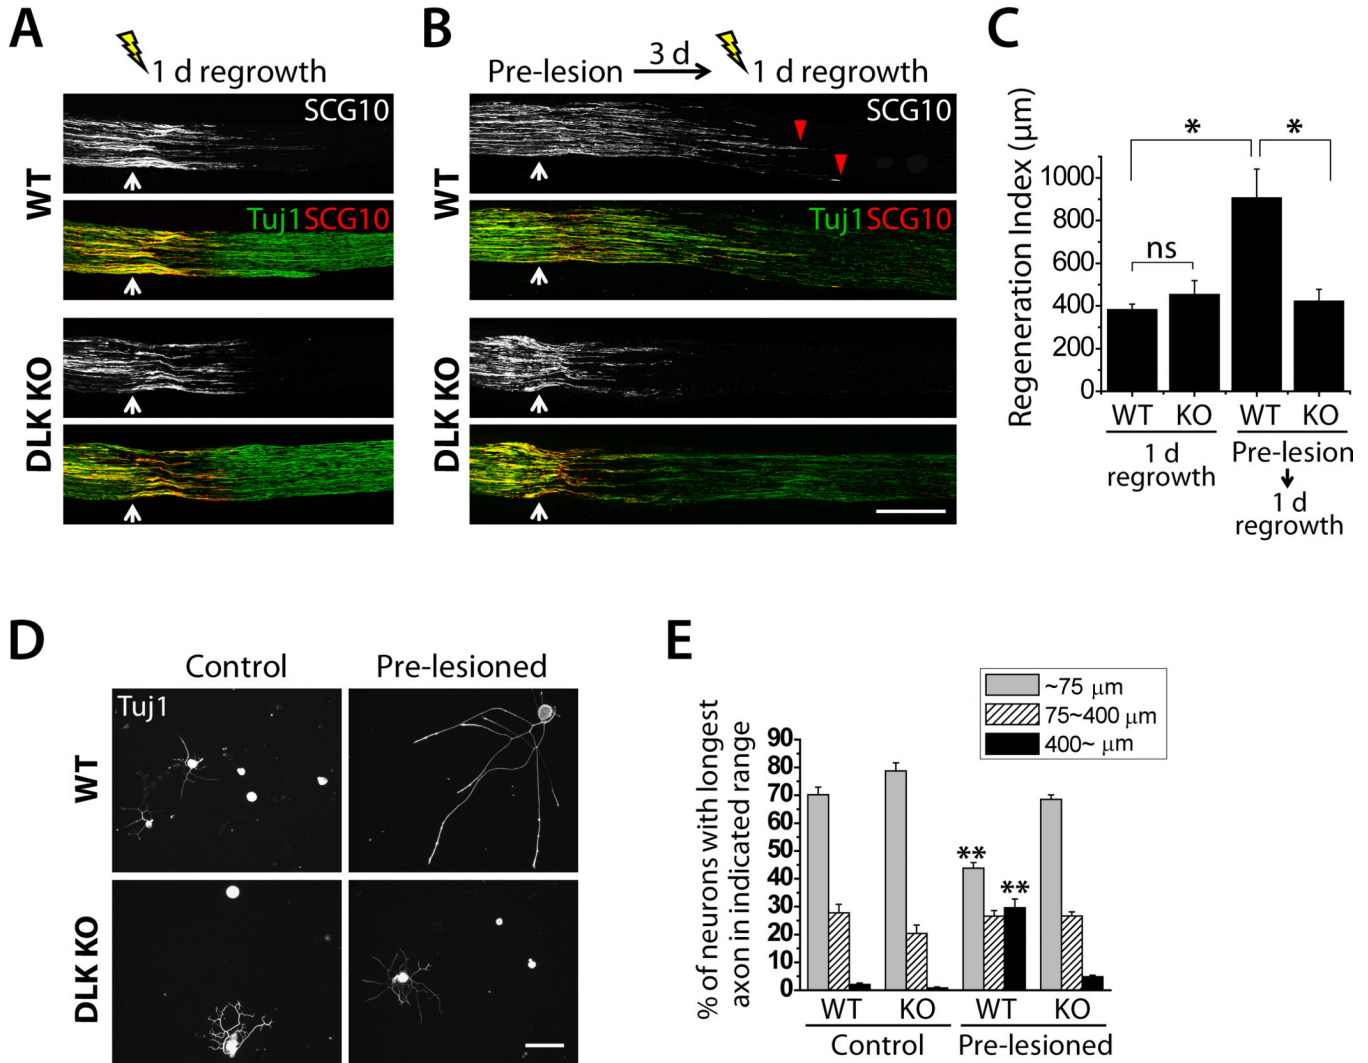 A
1 d regrowth
SCG10
WT
Tuj1SCG10
DLK KO
B
Pre-lesion 3 d 1 d regrowth
SCG10
WT
Tuj1SCG10
DLK KO
C
Regeneration Index (μm)
1000
800
600
400
200
0
*
*
ns
WT KO WT KO
1 d
regrowth
Pre-lesion
1 d
regrowth
D
Control Pre-lesioned
Tuj1
WT
DLK KO
E
~75 μm
75~400 μm
400~ μm
% of neurons with longest
axon in indicated range
90
80
70
60
50
40
30
20
10
0
**
**
WT KO WT KO
Control Pre-lesioned